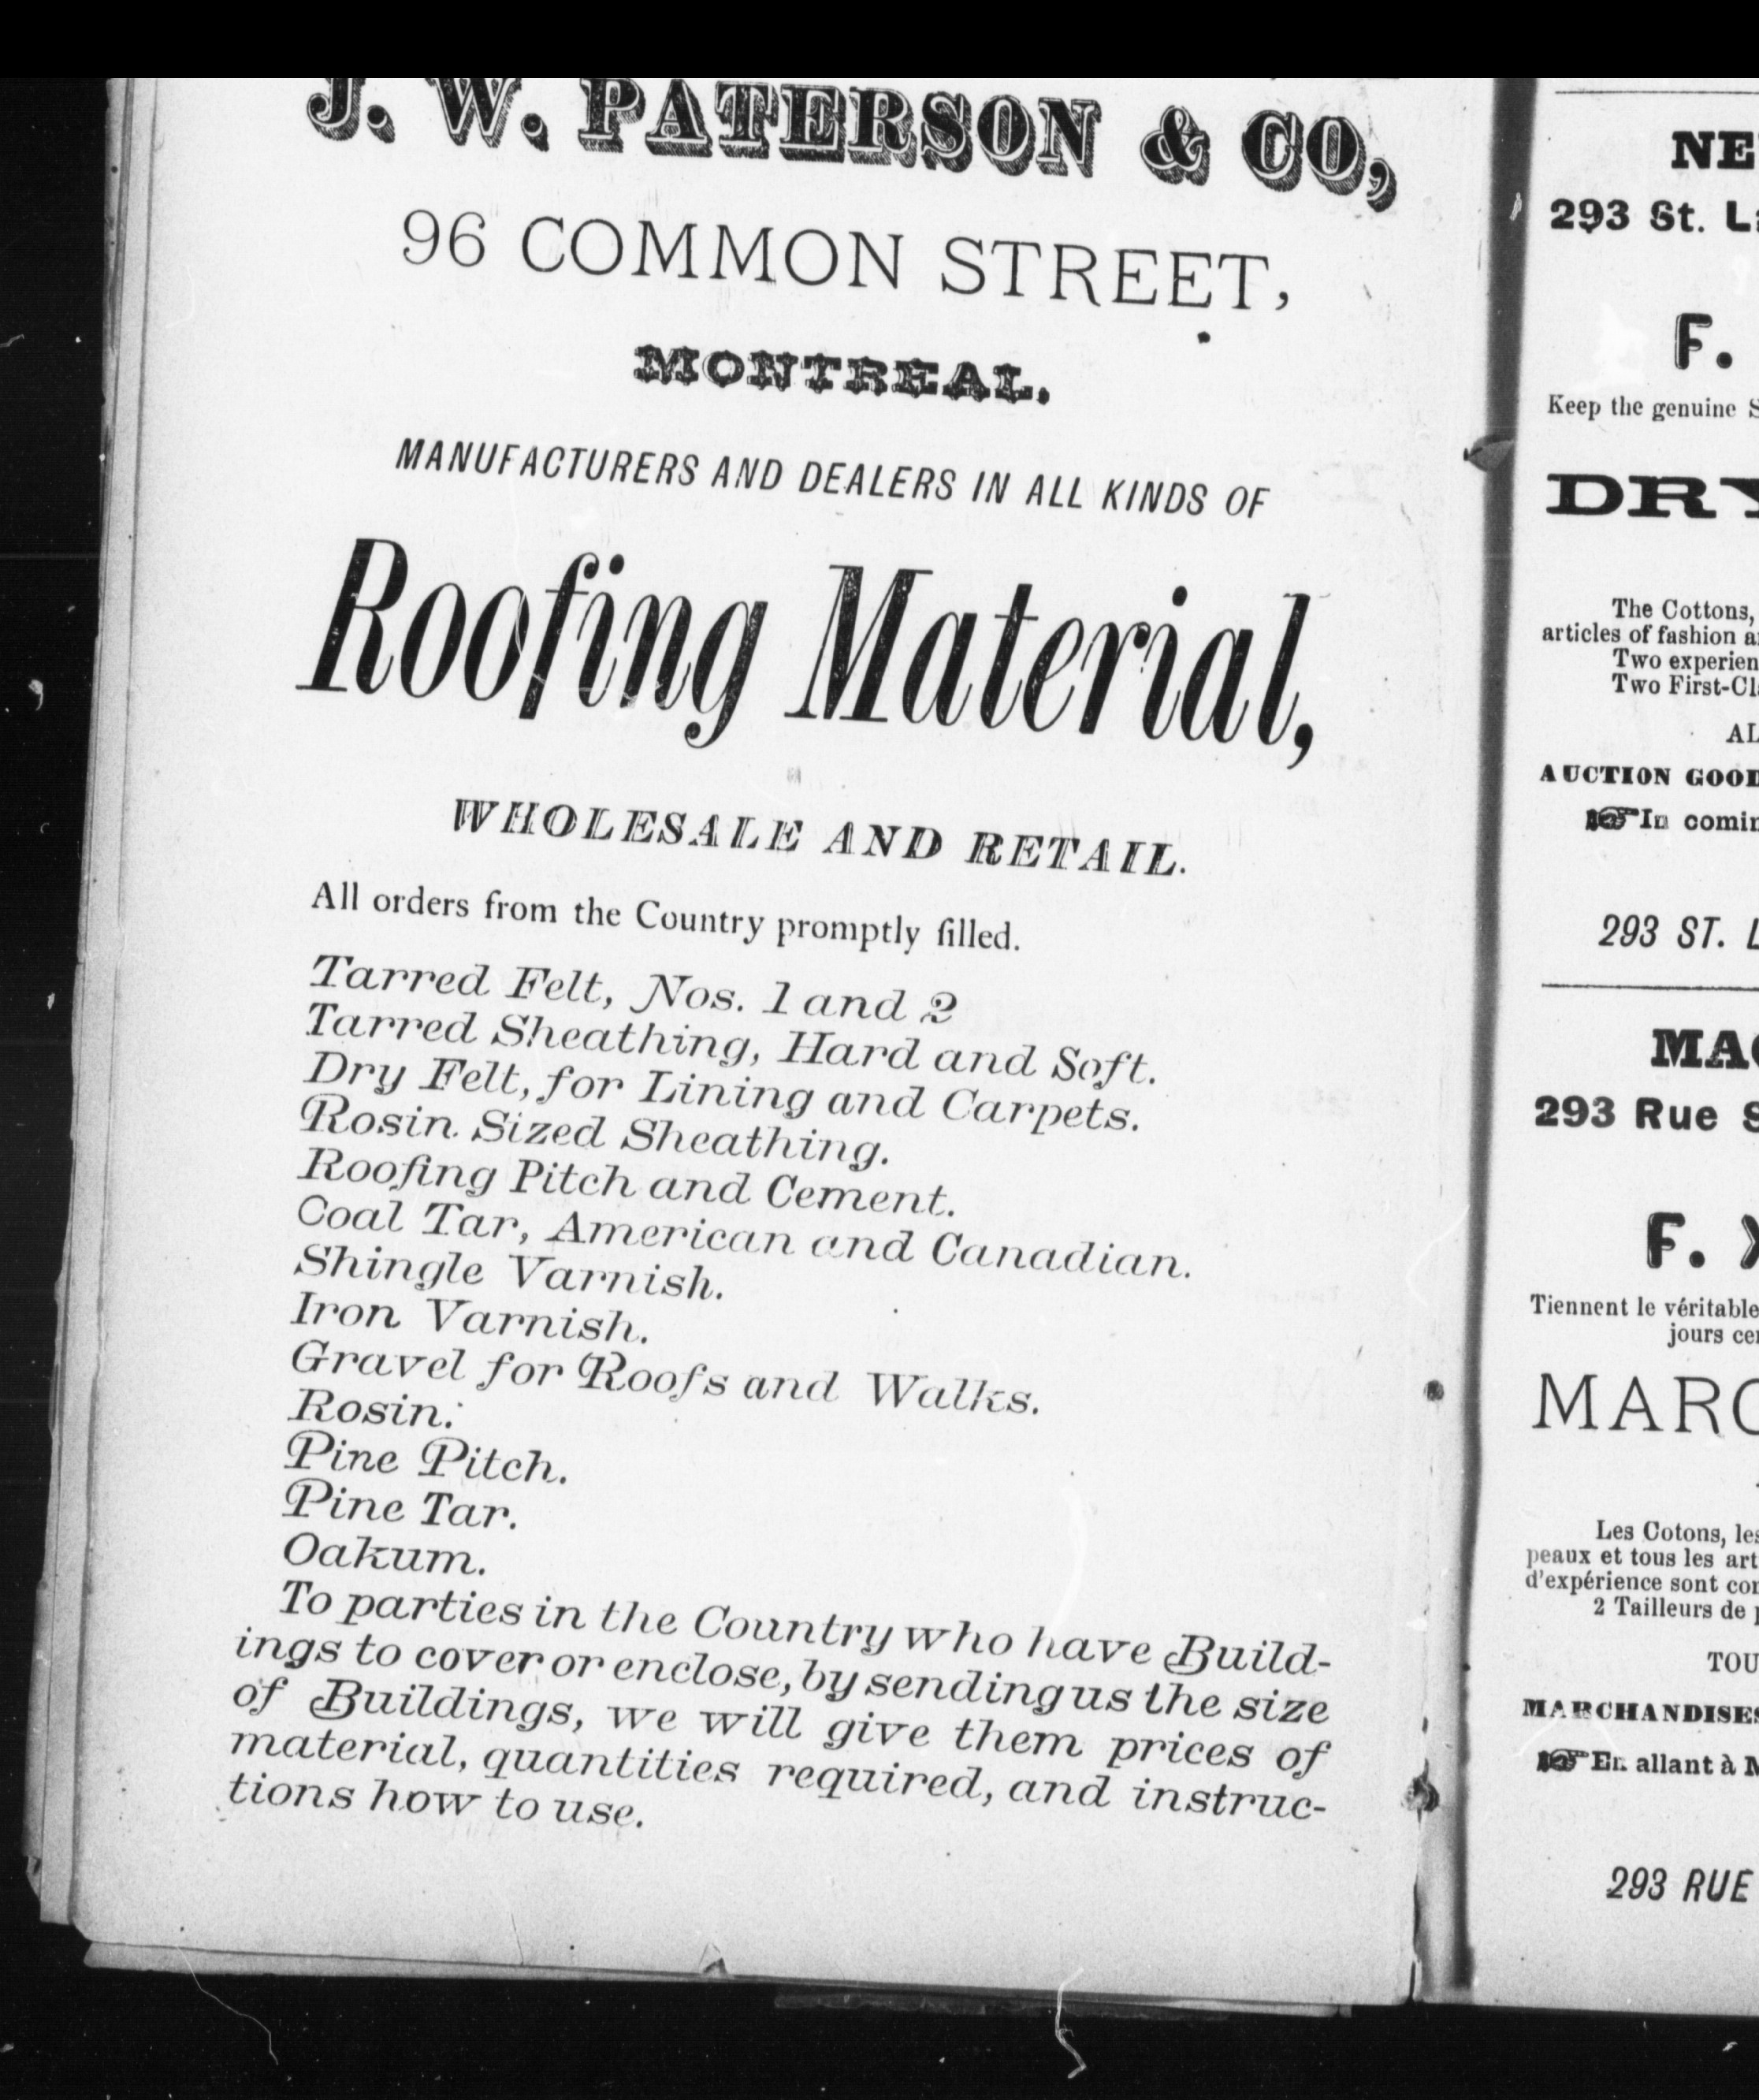 J. W. PATERSON & CO,
96 COMMON STREET,
MONTREAL.
MANUFACTURERS AND DEALERS IN ALL KINDS OF
Roofing Material,
WHOLESALE AND RETAIL.
All orders from the Country promptly filled.
Tarred Felt, Nos. 1 and 2
Tarred Sheathing, Hard and Soft.
Dry Felt, for Lining and Carpets.
Rosin Sized Sheathing.
Roofing Pitch and Cement.
Coal Tar, American and Canadian.
Shingle Varnish.
Iron Varnish.
Gravel for Roofs and Walks.
Rosin.
Pine Pitch.
Pine Tar.
Oakum.
To parties in the Country who have Build-
ings to cover or enclose, by sending us the size
of Buildings, we will give them prices of
material, quantities required, and instruc-
tions how to use.
NE
293 St. L
F.
Keep the genuine S
DRY
The Cottons,
articles of fashion a
Two experien
Two First-Cl
AL
AUCTION GOOD
In comin
293 ST. L
MAG
293 Rue S
F. X
Tiennent le véritable
jours ce
MARC
Les Cotons, les
peaux et tous les art
d'expérience sont co
2 Tailleurs de
TOU
MARCHANDISES
En allant à M
293 RUE